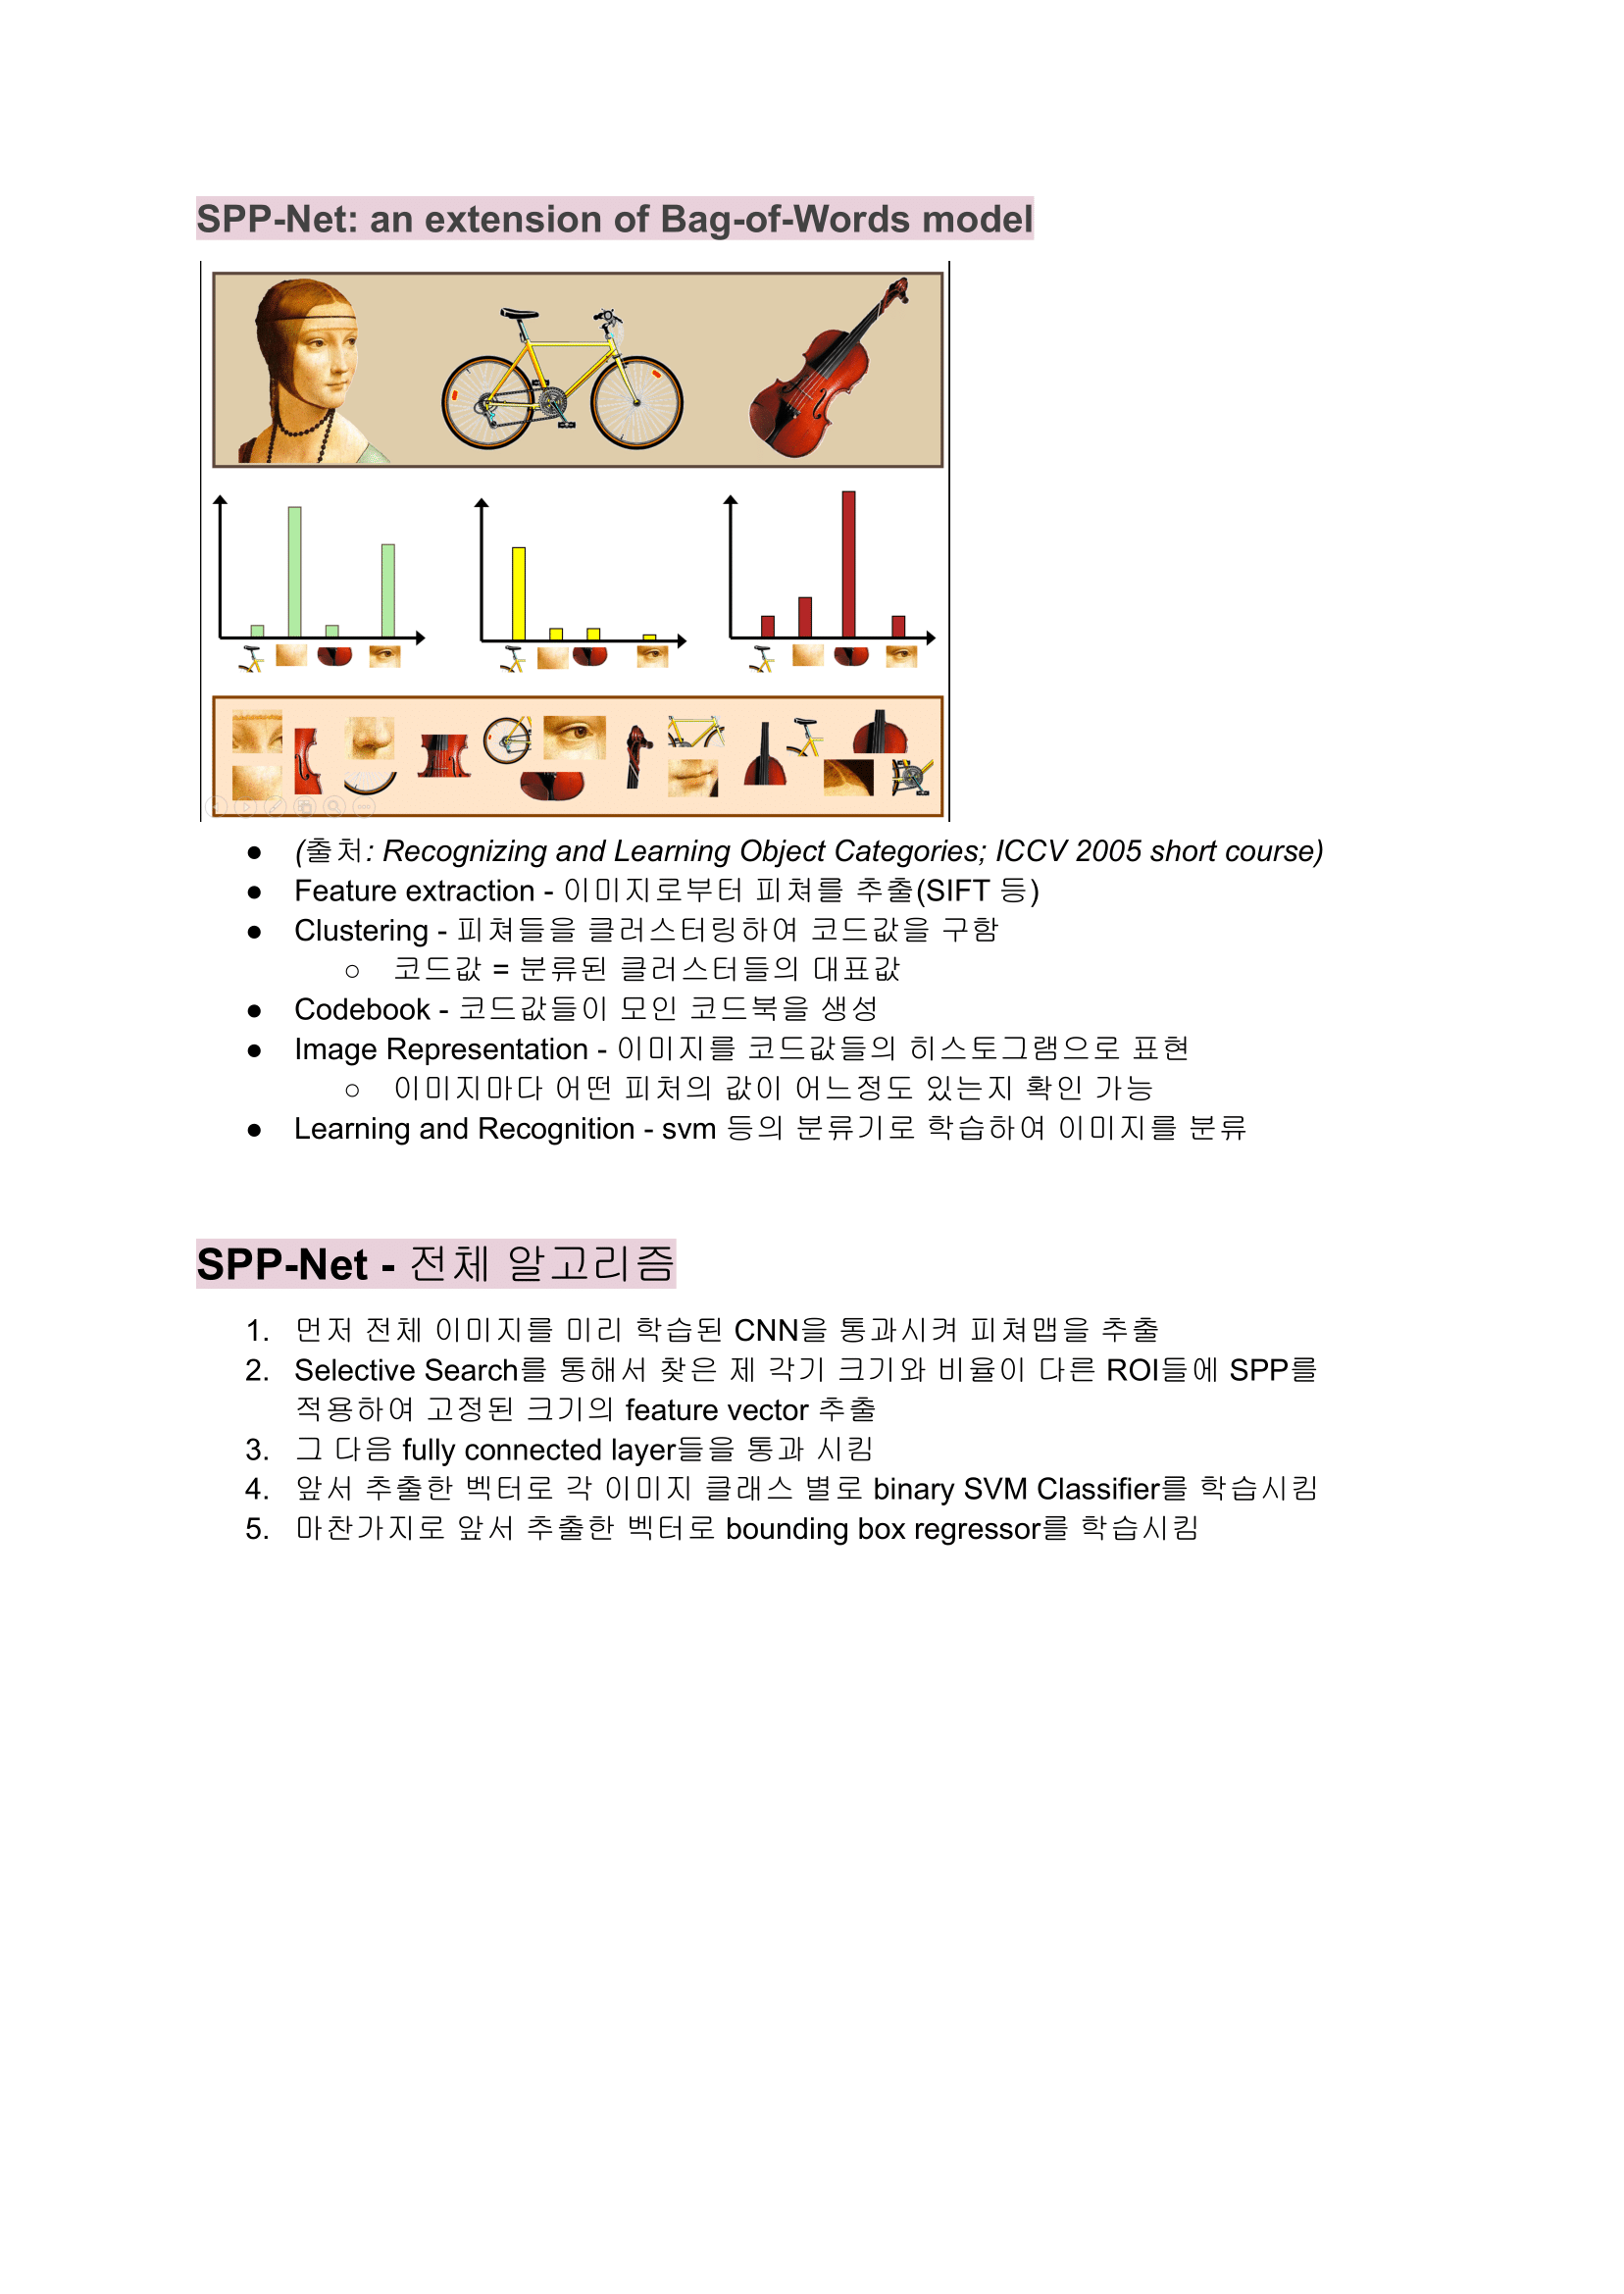 SPP-Net: an extension of Bag-of-Words model
● (출처: Recognizing and Learning Object Categories; ICCV 2005 short course)
● Feature extraction - 이미지로부터 피쳐를 추출(SIFT 등)
● Clustering - 피쳐들을 클러스터링하여 코드값을 구함
○ 코드값 = 분류된 클러스터들의 대표값
● Codebook - 코드값들이 모인 코드북을 생성
● Image Representation - 이미지를 코드값들의 히스토그램으로 표현
○ 이미지마다 어떤 피처의 값이 어느정도 있는지 확인 가능
● Learning and Recognition - svm 등의 분류기로 학습하여 이미지를 분류
SPP-Net - 전체 알고리즘
1. 먼저 전체 이미지를 미리 학습된 CNN을 통과시켜 피쳐맵을 추출
2. Selective Search를 통해서 찾은 제 각기 크기와 비율이 다른 ROI들에 SPP를
적용하여 고정된 크기의 feature vector 추출
3. 그 다음 fully connected layer들을 통과 시킴
4. 앞서 추출한 벡터로 각 이미지 클래스 별로 binary SVM Classifier를 학습시킴
5. 마찬가지로 앞서 추출한 벡터로 bounding box regressor를 학습시킴